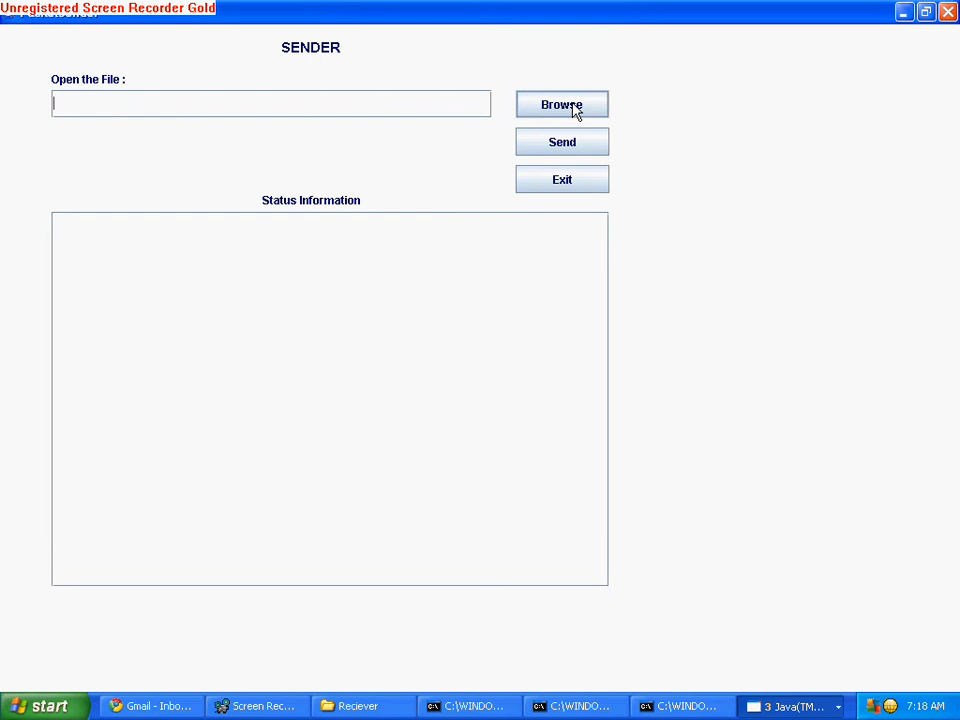 Unregistered Screen Recorder Gold
SENDER
Open the File :
Browse
Send
Exit
Status Information
start
Gmail - Inbo...
Screen Rec...
Reciever
C:\WINDO...
C:\WINDO...
C:\WINDO...
3 Java(TM...
7:18 AM